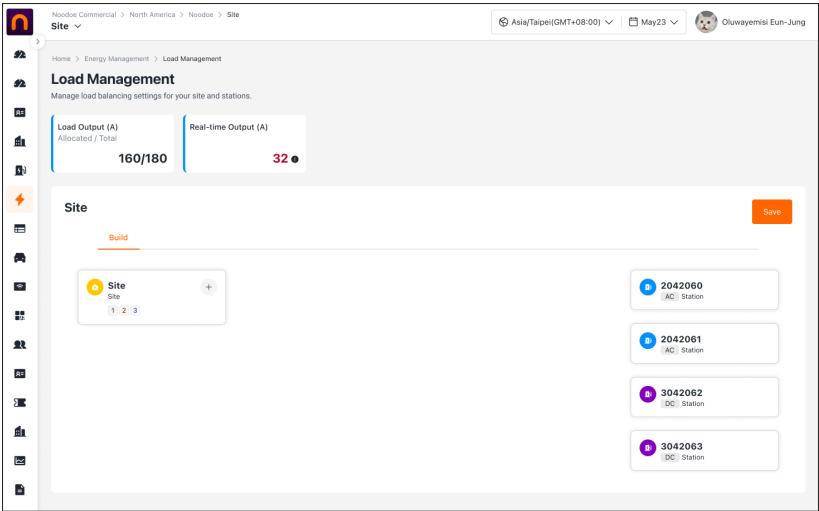 Noodoe Commercial > North America > Noodoe > Site
Site
Asia/Taipei(GMT+08:00)
May23
Oluwayemisi Eun-Jung
Home > Energy Management > Load Management
Load Management
Manage load balancing settings for your site and stations.
Load Output (A)
Allocated / Total
160/180
Real-time Output (A)
32
Site
Save
Build
Site
Site
1 2 3
2042060
AC Station
2042061
AC Station
3042062
DC Station
3042063
DC Station